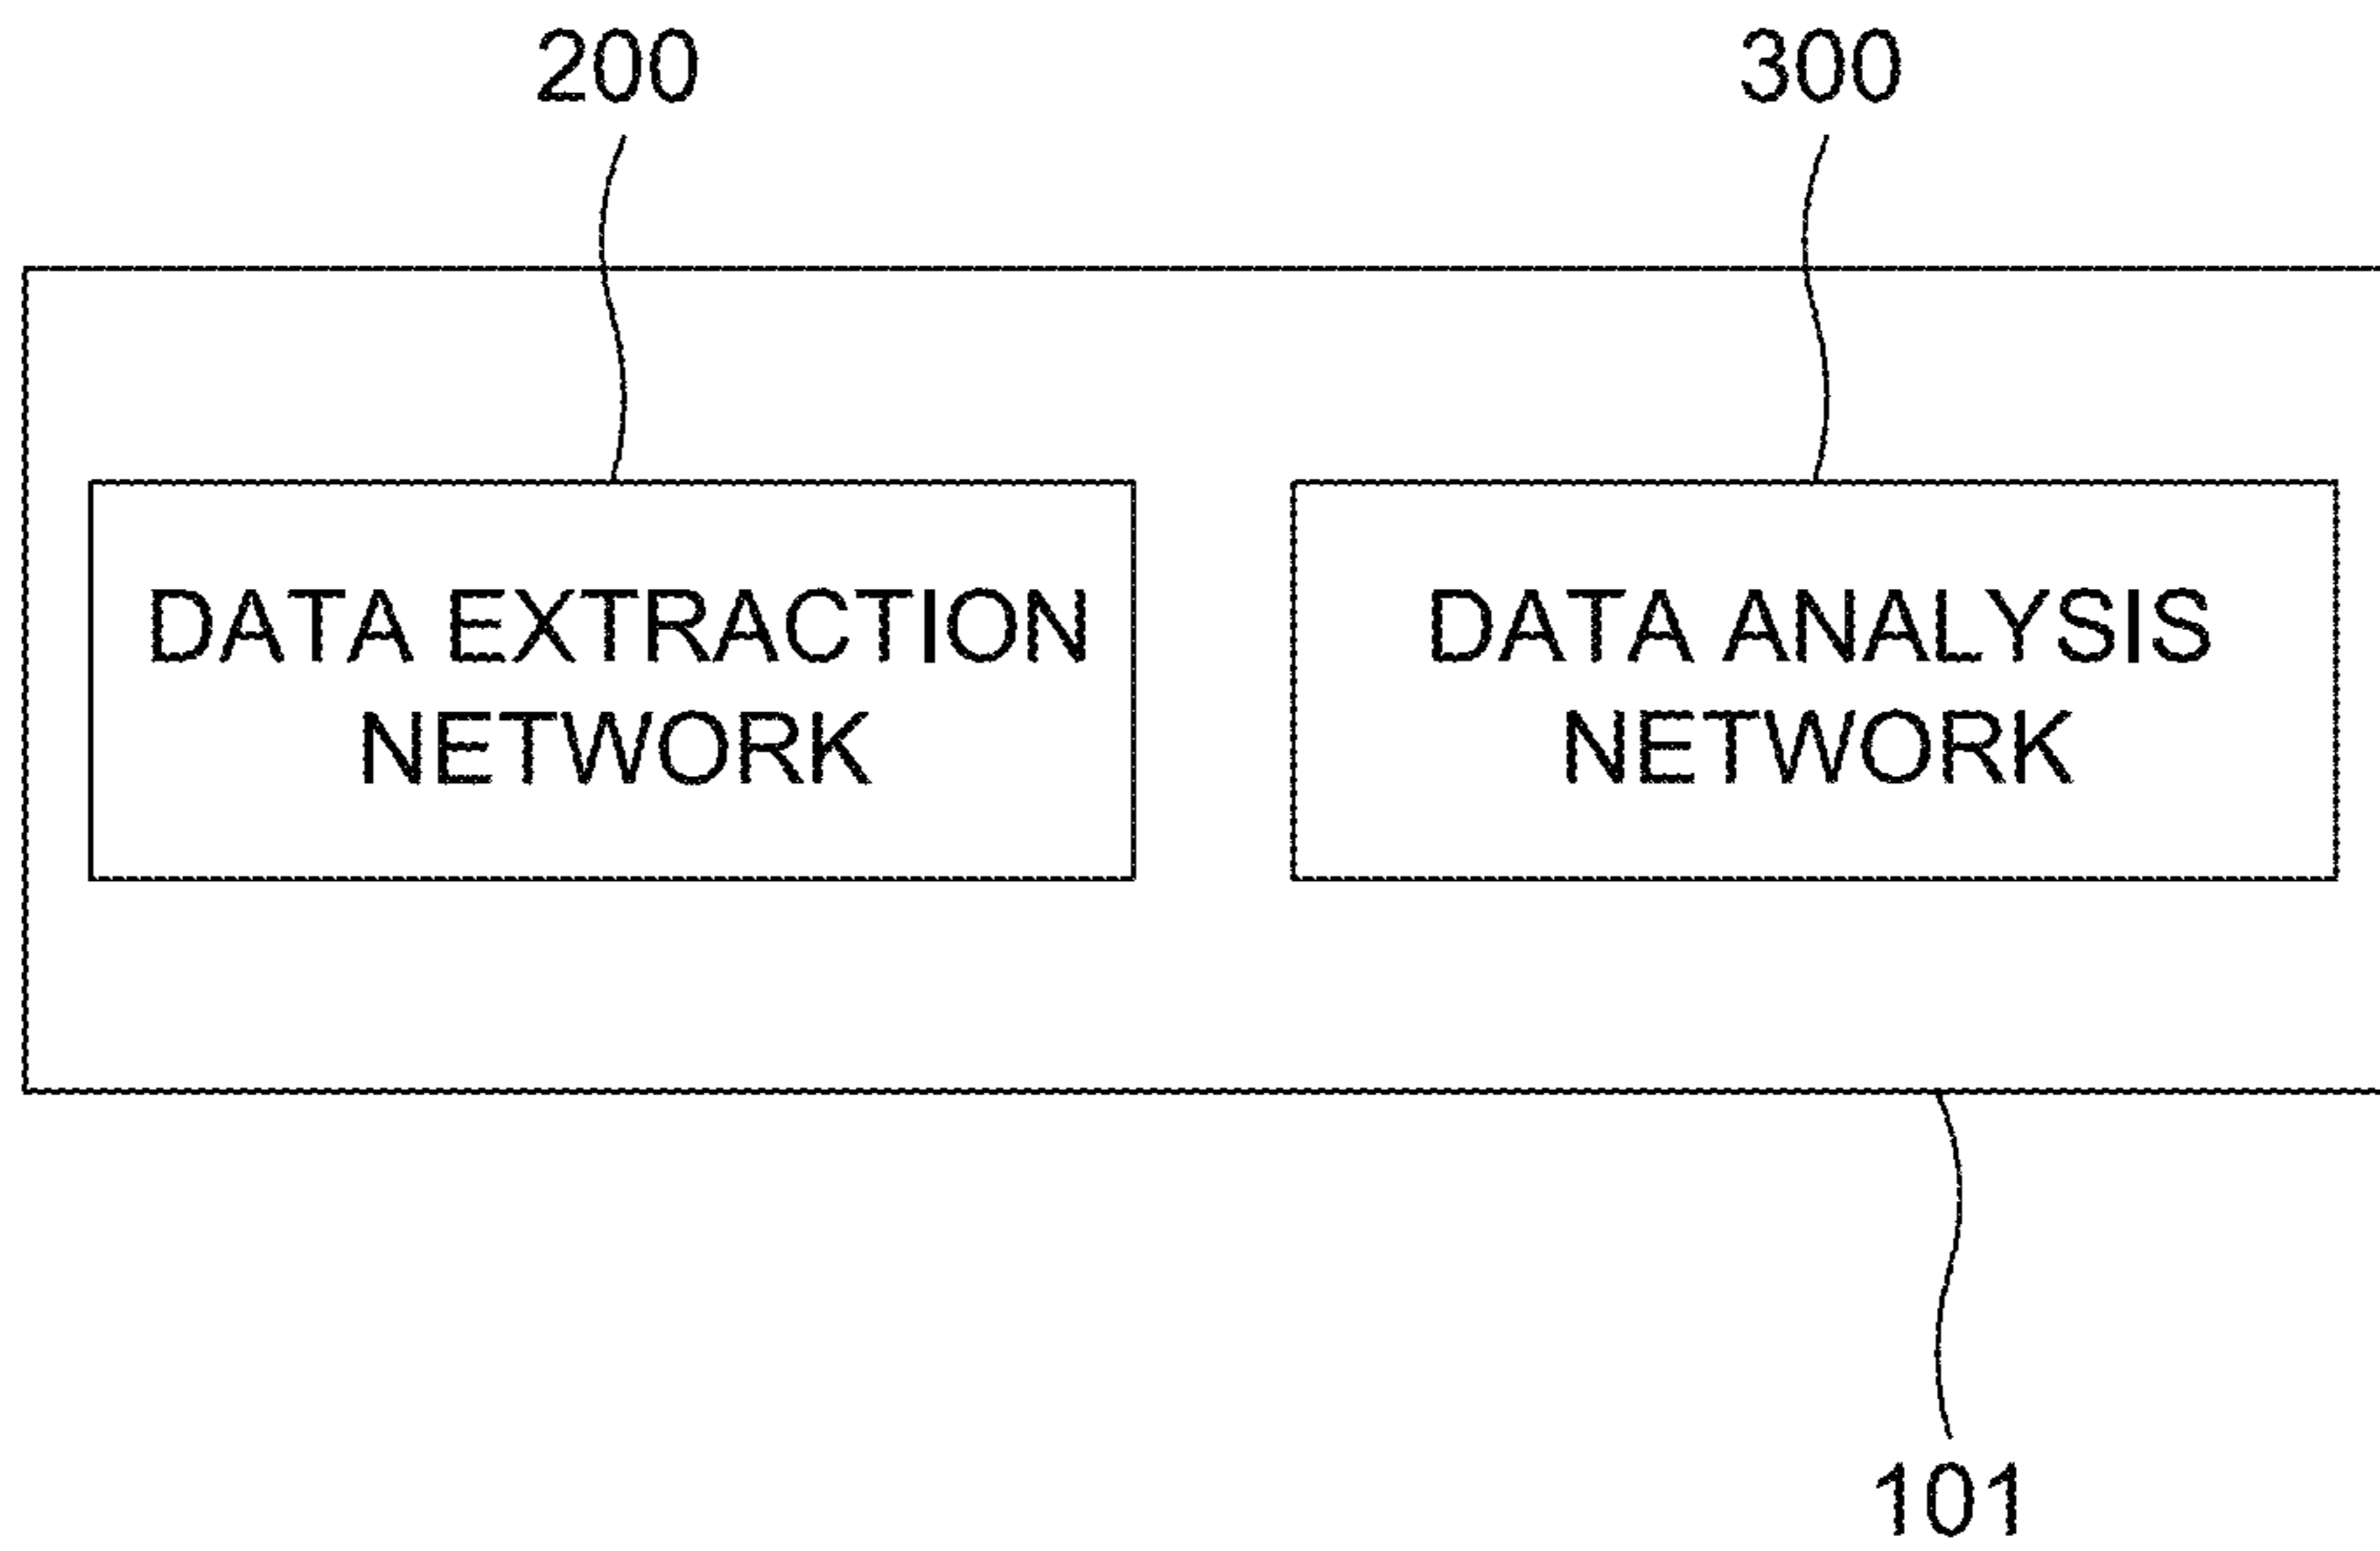 200
300
DATA EXTRACTION
NETWORK
DATA ANALYSIS
NETWORK
101